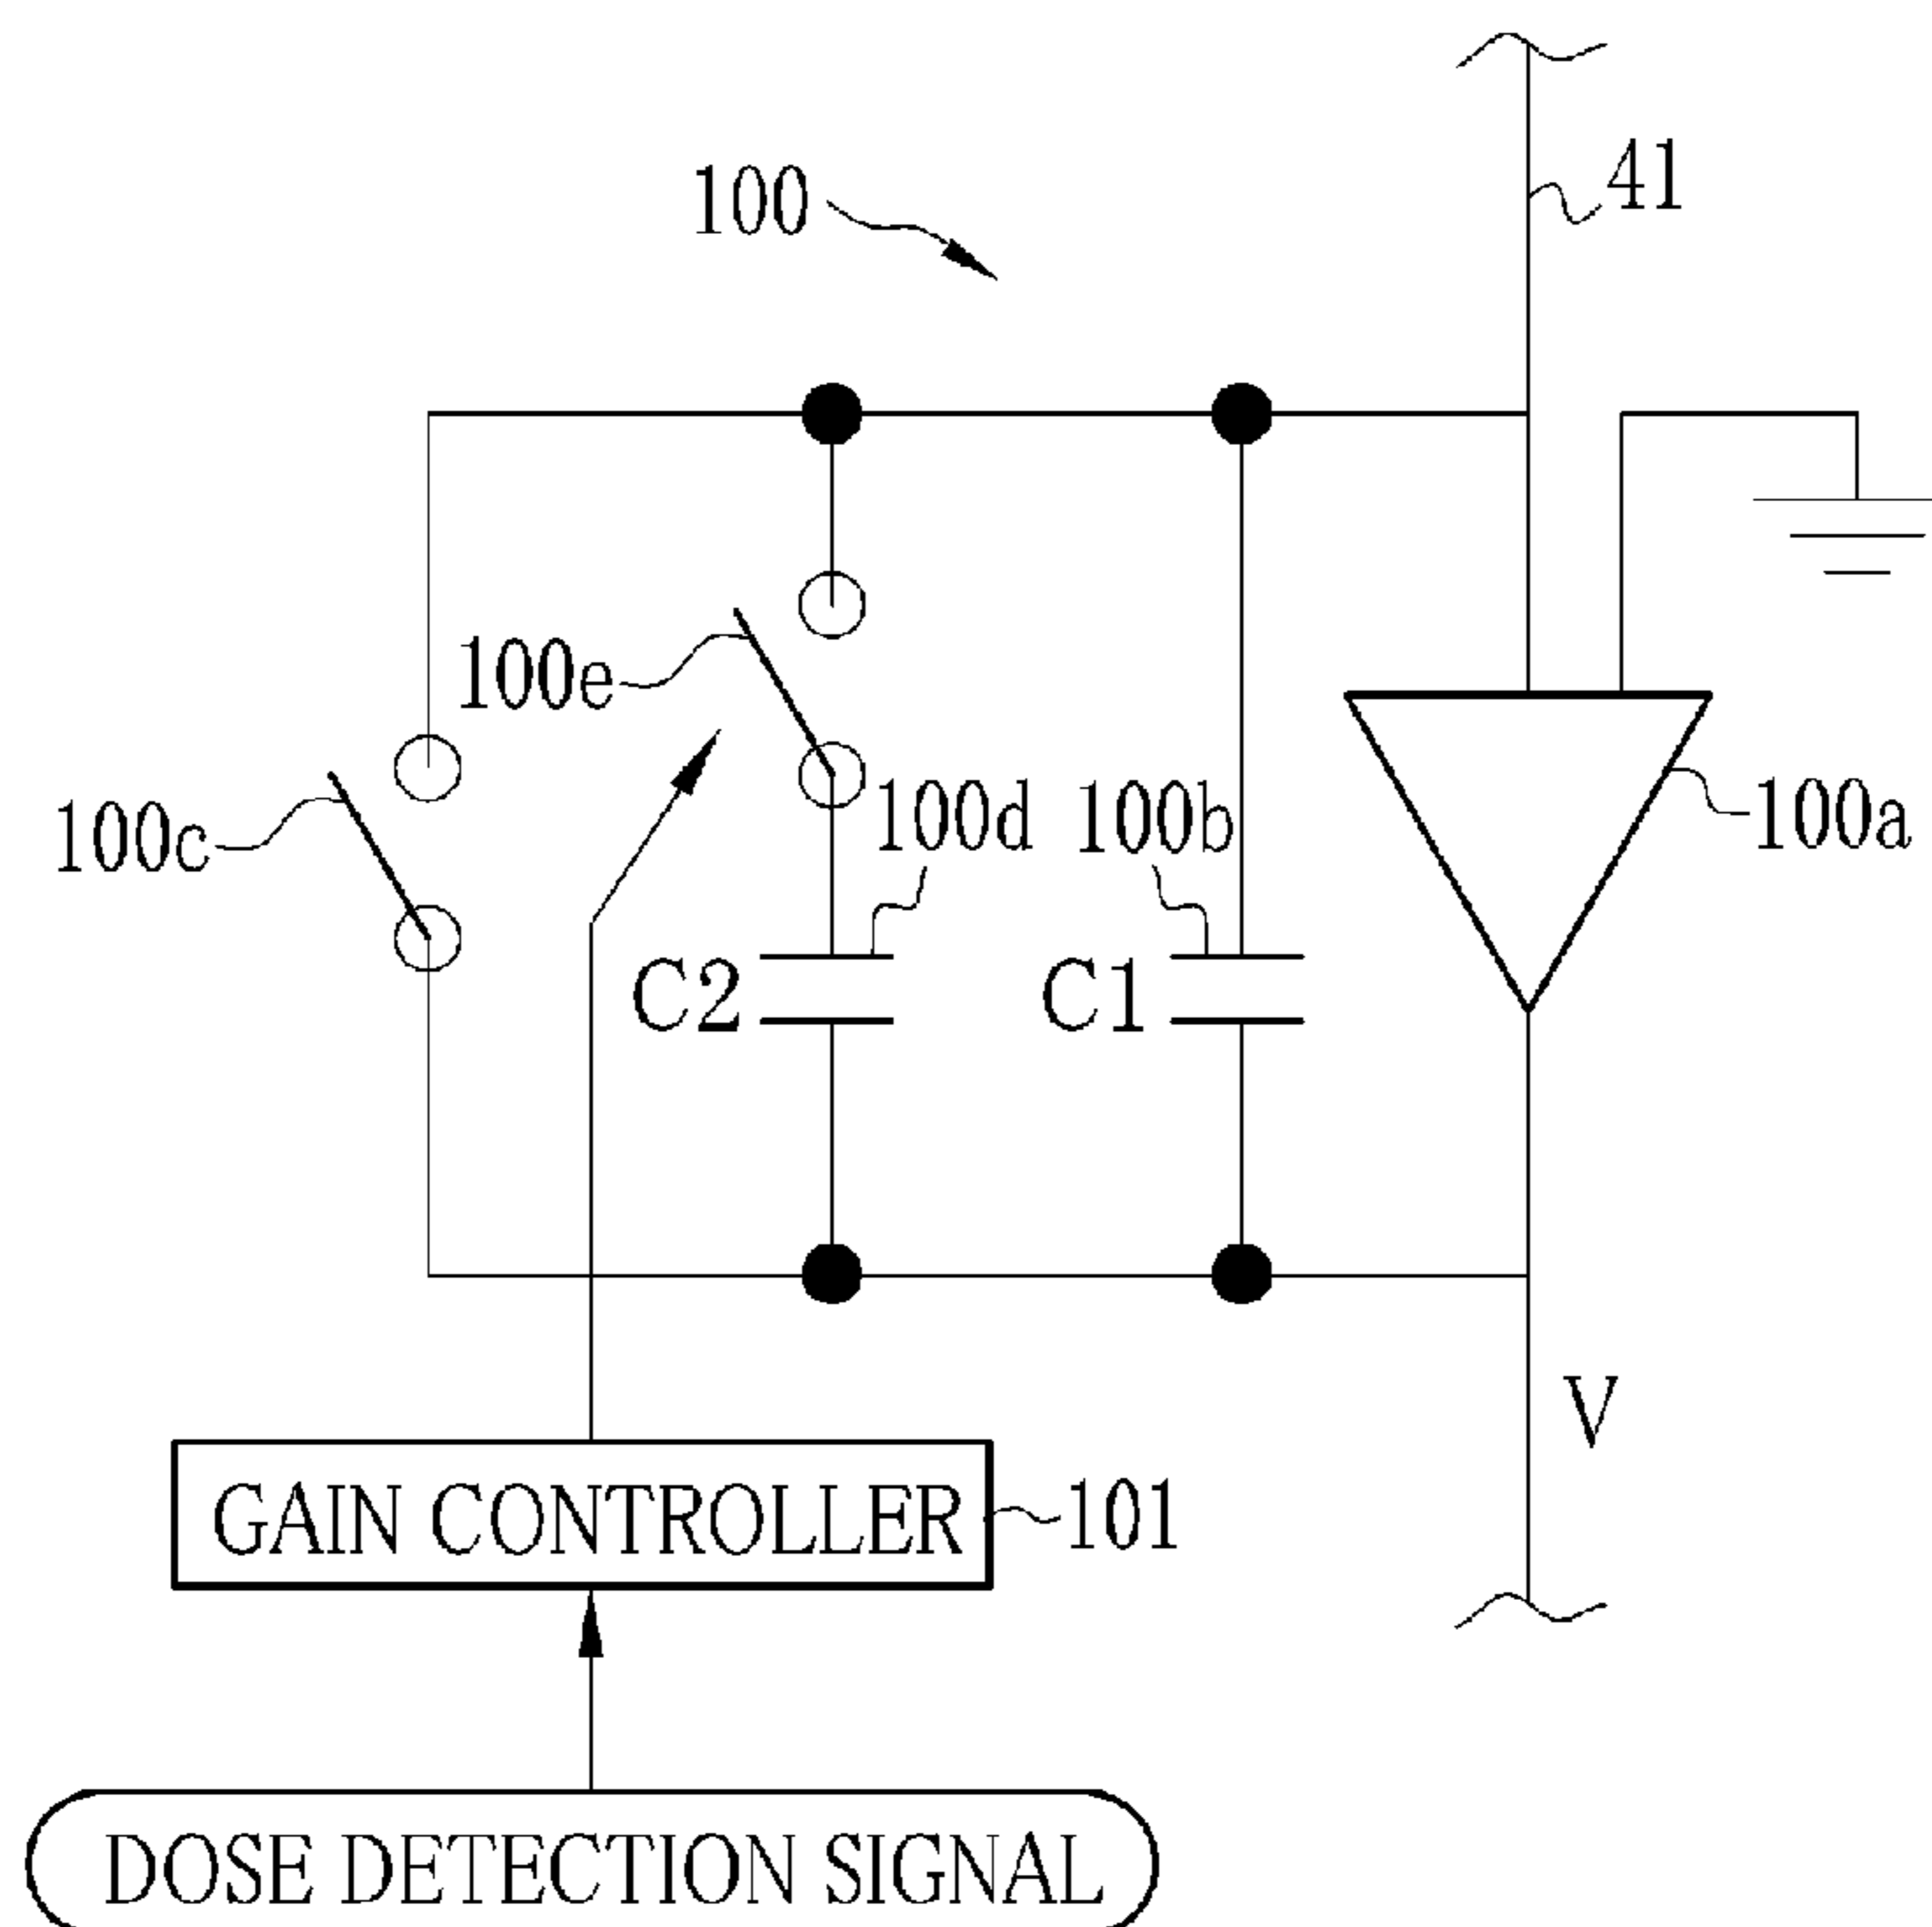 41
100
100e
100d
100b
100c
100a
C2
C1
V
GAIN CONTROLLER
101
DOSE DETECTION SIGNAL